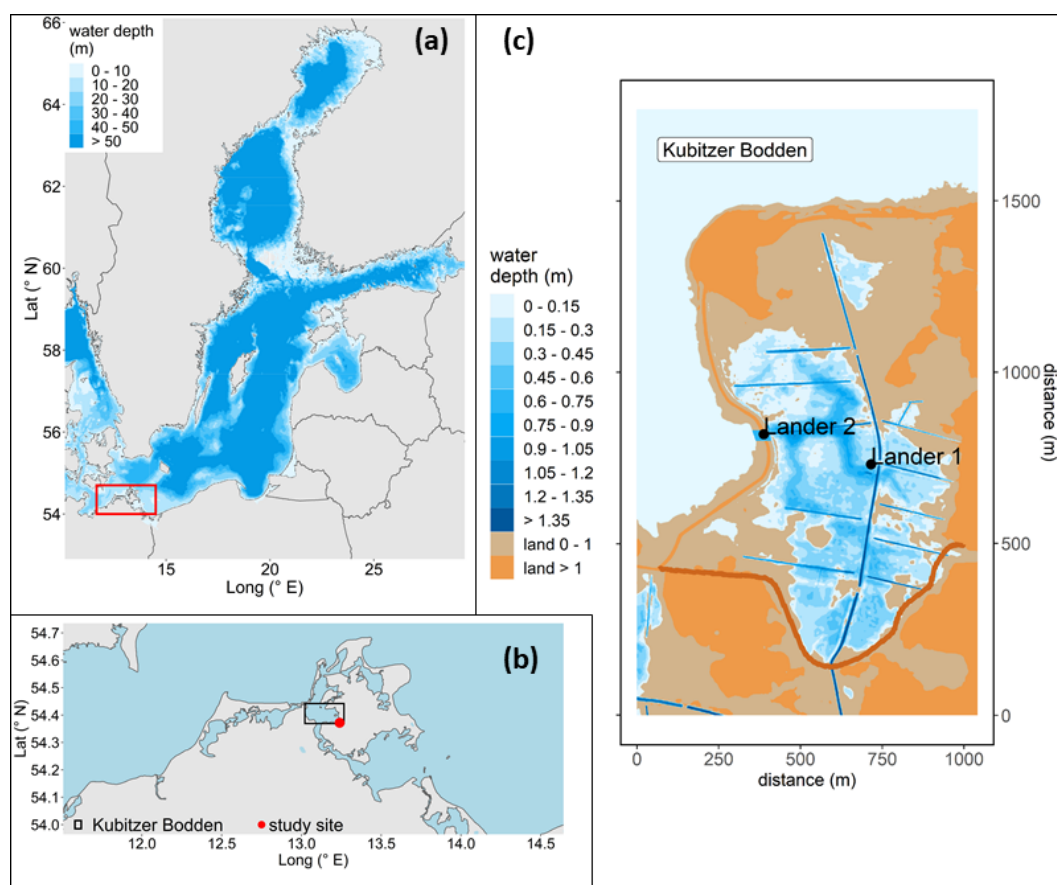 (a)
water depth
(m)
0 - 10
10 - 20
20 - 30
30 - 40
40 - 50
> 50
66
64
62
60
58
56
54
Lat (° N)
15
20
25
Long (° E)
(b)
54.7
54.6
54.5
54.4
54.3
54.2
54.1
54.0
Lat (° N)
Kubitzer Bodden
study site
12.0
12.5
13.0
13.5
14.0
14.5
Long (° E)
(c)
water
depth (m)
0 - 0.15
0.15 - 0.3
0.3 - 0.45
0.45 - 0.6
0.6 - 0.75
0.75 - 0.9
0.9 - 1.05
1.05 - 1.2
1.2 - 1.35
> 1.35
land 0 - 1
land > 1
Kubitzer Bodden
Lander 2
Lander 1
1500
1000
500
0
distance (m)
distance (m)
0
250
500
750
1000
distance (m)